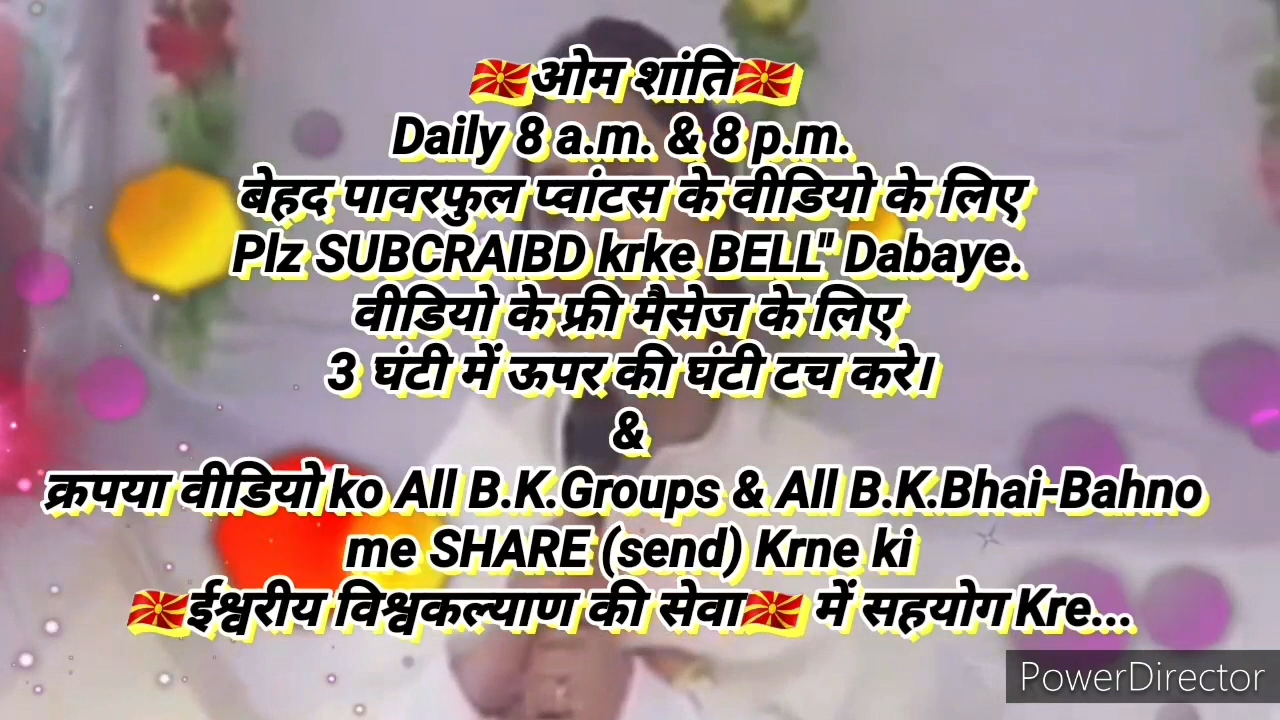 🇲🇰ओम शांति🇲🇰
Daily 8 a.m. & 8 p.m.
बेहद पावरफुल प्वांटस के वीडियो के लिए
Plz SUBCRAIBD krke BELL" Dabaye.
वीडियो के फ्री मैसेज के लिए
3 घंटी में ऊपर की घंटी टच करे।
&
क्रपया वीडियो ko All B.K.Groups & All B.K.Bhai-Bahno
me SHARE (send) Krne ki
🇲🇰ईश्वरीय विश्वकल्याण की सेवा🇲🇰 में सहयोग Kre...
PowerDirector